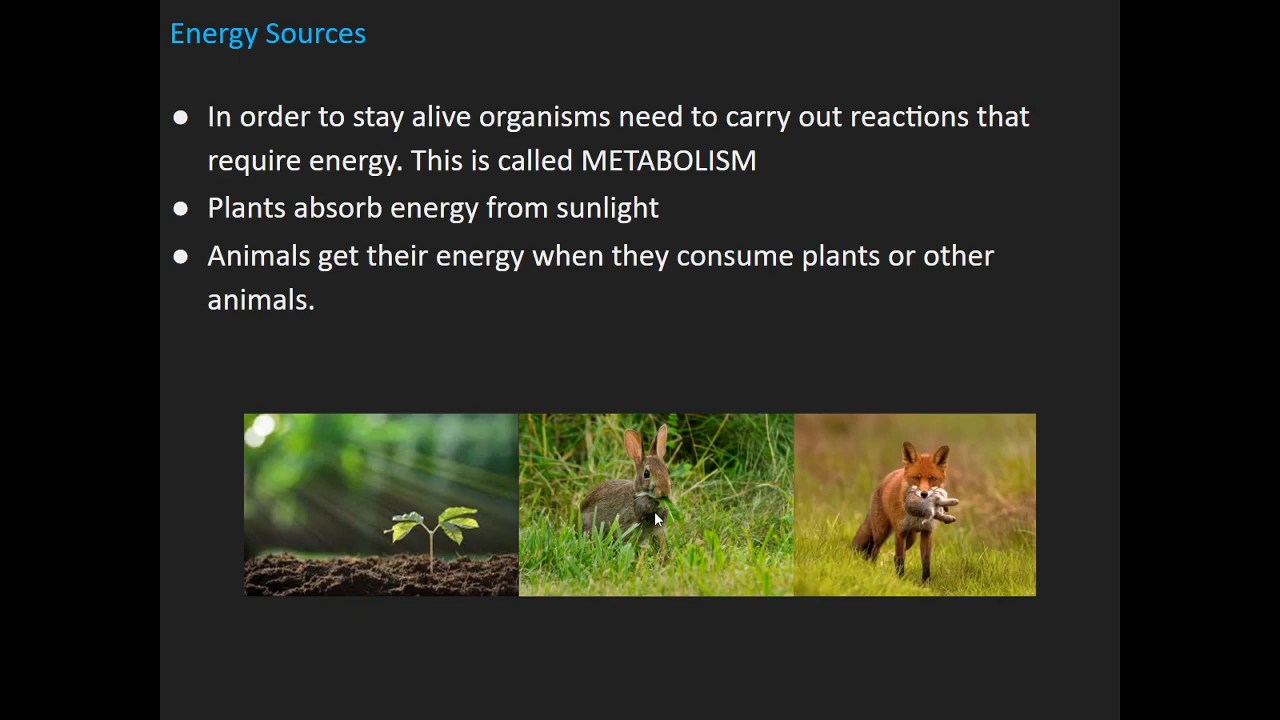 Energy Sources
● In order to stay alive organisms need to carry out reactions that
require energy. This is called METABOLISM
● Plants absorb energy from sunlight
● Animals get their energy when they consume plants or other
animals.